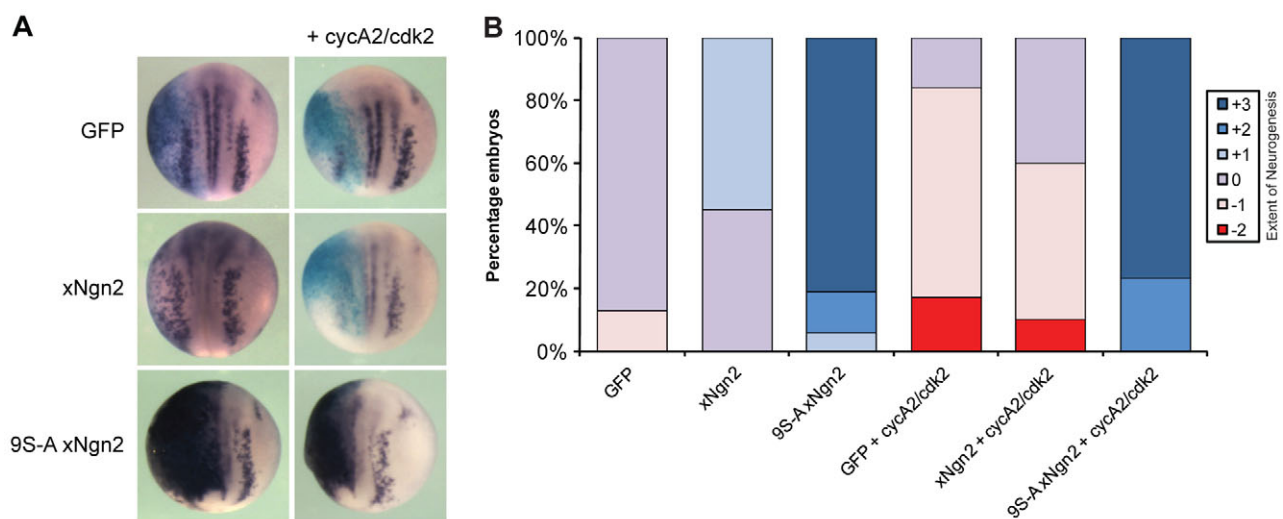 A
+ cycA2/cdk2
GFP
xNgn2
9S-A xNgn2
B
Percentage embryos
100%
80%
60%
40%
20%
0%
GFP
xNgn2
9S-A xNgn2
GFP + cycA2/cdk2
xNgn2 + cycA2/cdk2
9S-A xNgn2 + cycA2/cdk2
+3
+2
+1
0
-1
-2
Extent of Neurogenesis